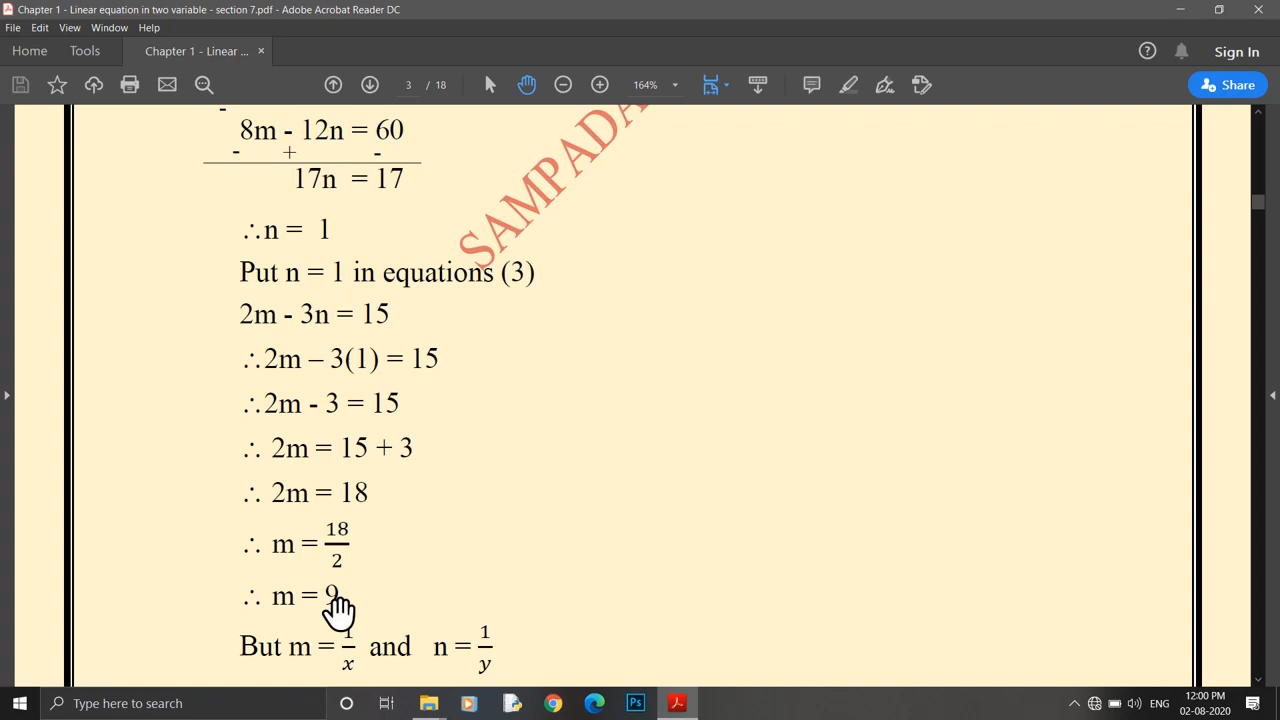 Chapter 1 - Linear equation in two variable - section 7.pdf - Adobe Acrobat Reader DC
File Edit View Window Help
Home Tools Chapter 1 - Linear ... × Sign In
3 / 18 164% Share
-
8m - 12n = 60
- + -
17n = 17
∴n = 1
Put n = 1 in equations (3)
2m - 3n = 15
∴2m – 3(1) = 15
∴2m - 3 = 15
∴ 2m = 15 + 3
∴ 2m = 18
∴ m = 18/2
∴ m = 9
But m = 1/x and n = 1/y
SAMPADA
Type here to search
12:00 PM
02-08-2020